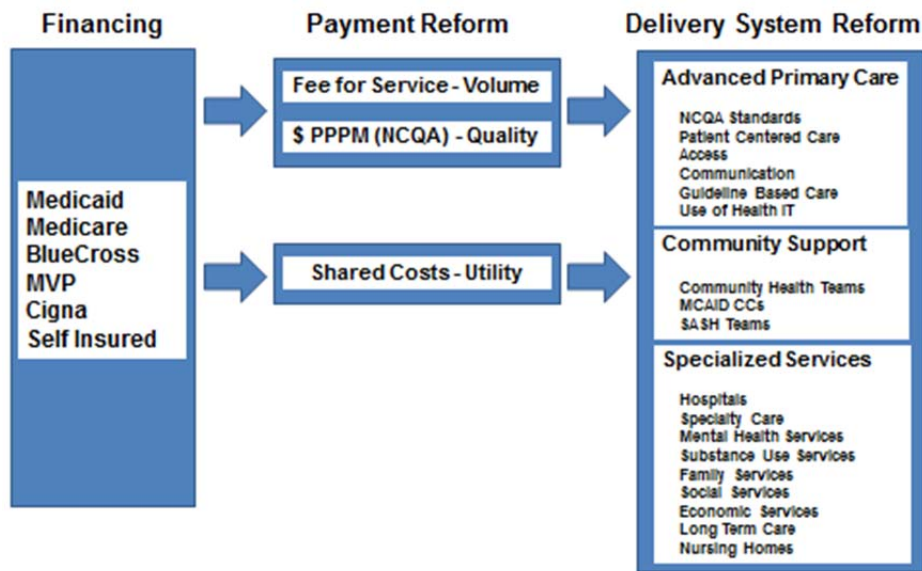 Financing
Payment Reform
Delivery System Reform
Medicaid
Medicare
BlueCross
MVP
Cigna
Self Insured
Fee for Service - Volume
$ PPPM (NCQA) - Quality
Shared Costs - Utility
Advanced Primary Care
NCQA Standards
Patient Centered Care
Access
Communication
Guideline Based Care
Use of Health IT
Community Support
Community Health Teams
MCAID CCs
SASH Teams
Specialized Services
Hospitals
Specialty Care
Mental Health Services
Substance Use Services
Family Services
Social Services
Economic Services
Long Term Care
Nursing Homes